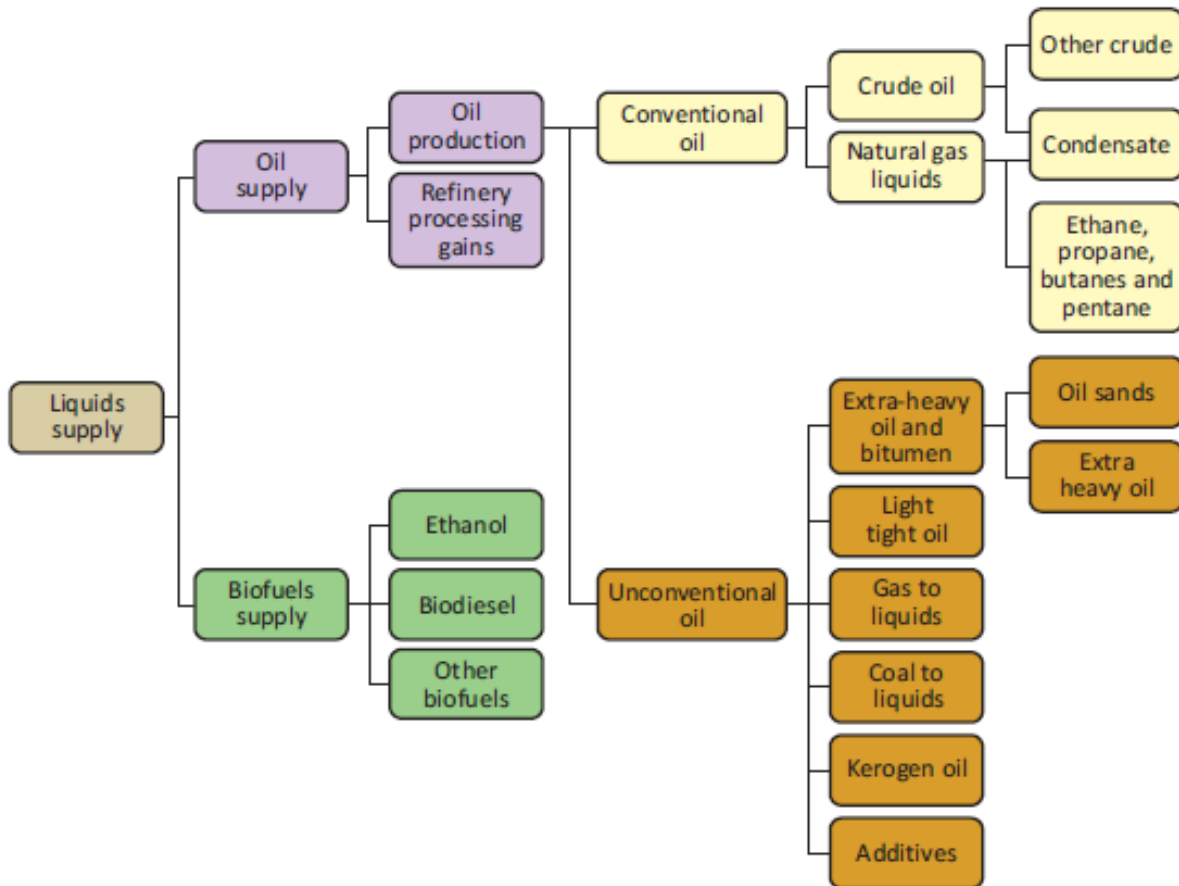 Liquids
supply
Oil
supply
Biofuels
supply
Oil
production
Refinery
processing
gains
Ethanol
Biodiesel
Other
biofuels
Conventional
oil
Unconventional
oil
Crude oil
Natural gas
liquids
Extra-heavy
oil and
bitumen
Light
tight oil
Gas to
liquids
Coal to
liquids
Kerogen oil
Additives
Other crude
Condensate
Ethane,
propane,
butanes and
pentane
Oil sands
Extra
heavy oil